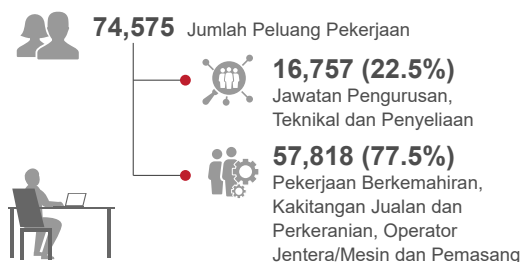 74,575 Jumlah Peluang Pekerjaan
16,757 (22.5%)
Jawatan Pengurusan,
Teknikal dan Penyeliaan
57,818 (77.5%)
Pekerjaan Berkemahiran,
Kakitangan Jualan dan
Perkeranian, Operator
Jentera/Mesin dan Pemasang